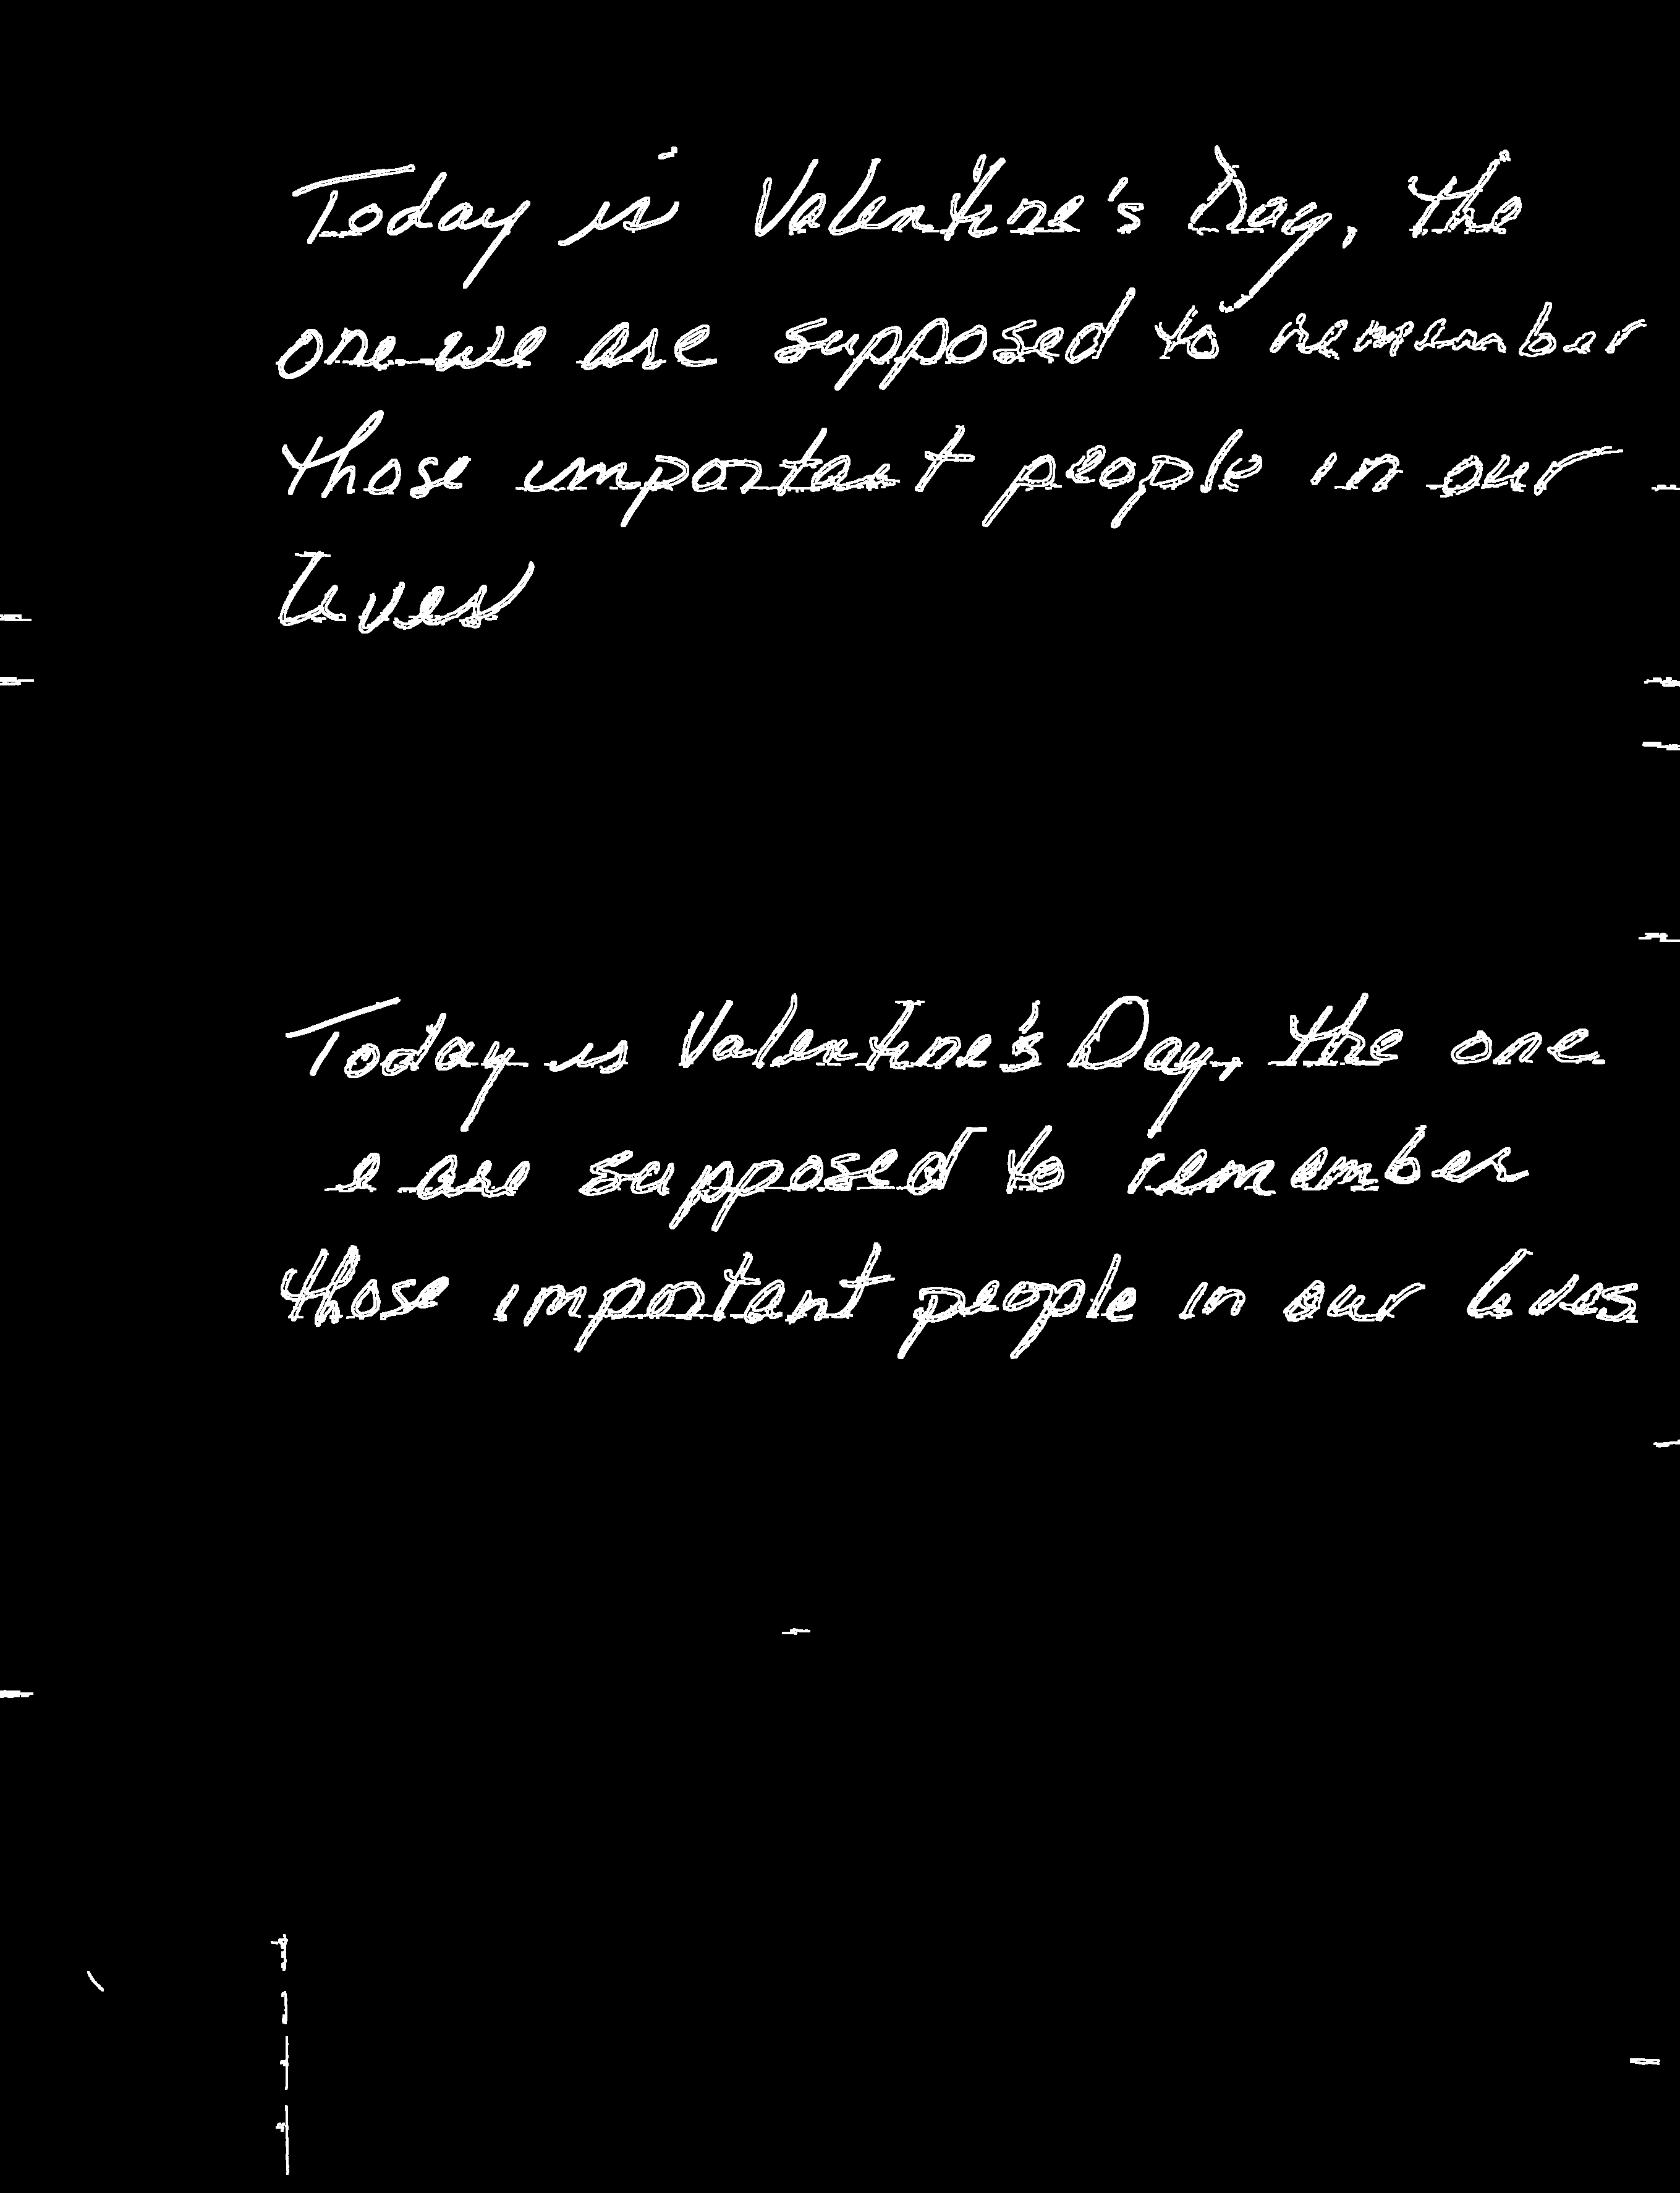 Today is Valentine's Day, the
one we are supposed to remember
those important people in our
lives
Today is Valentine's Day, the one
e are supposed to remember
those important people in our lives